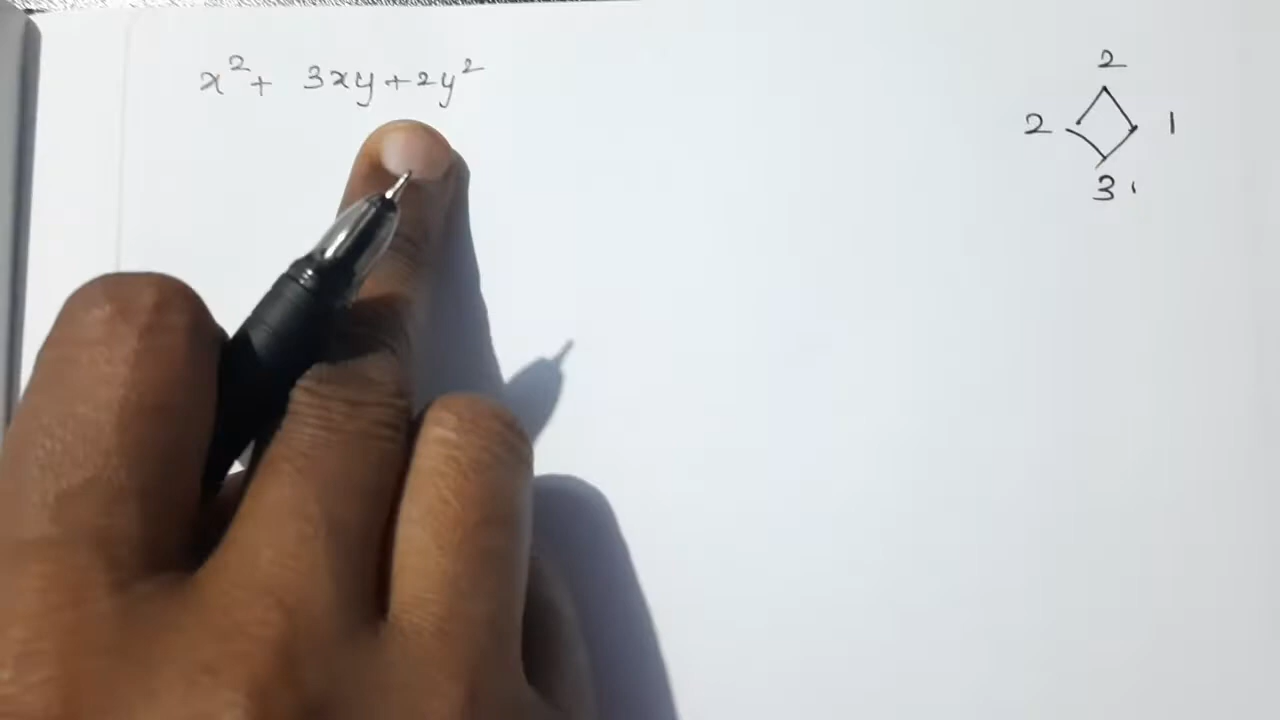 x² + 3xy + 2y²
2
2 1
3